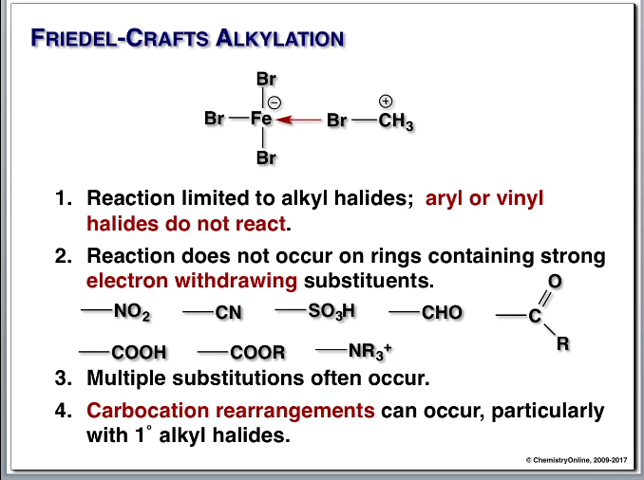 FRIEDEL-CRAFTS ALKYLATION
Br
Br—Fe⊖ Br—CH₃⊕
Br
1. Reaction limited to alkyl halides; aryl or vinyl
halides do not react.
2. Reaction does not occur on rings containing strong
electron withdrawing substituents.
—NO₂ —CN —SO₃H —CHO —C
O
R
—COOH —COOR —NR₃⁺
3. Multiple substitutions often occur.
4. Carbocation rearrangements can occur, particularly
with 1° alkyl halides.
© ChemistryOnline, 2009-2017